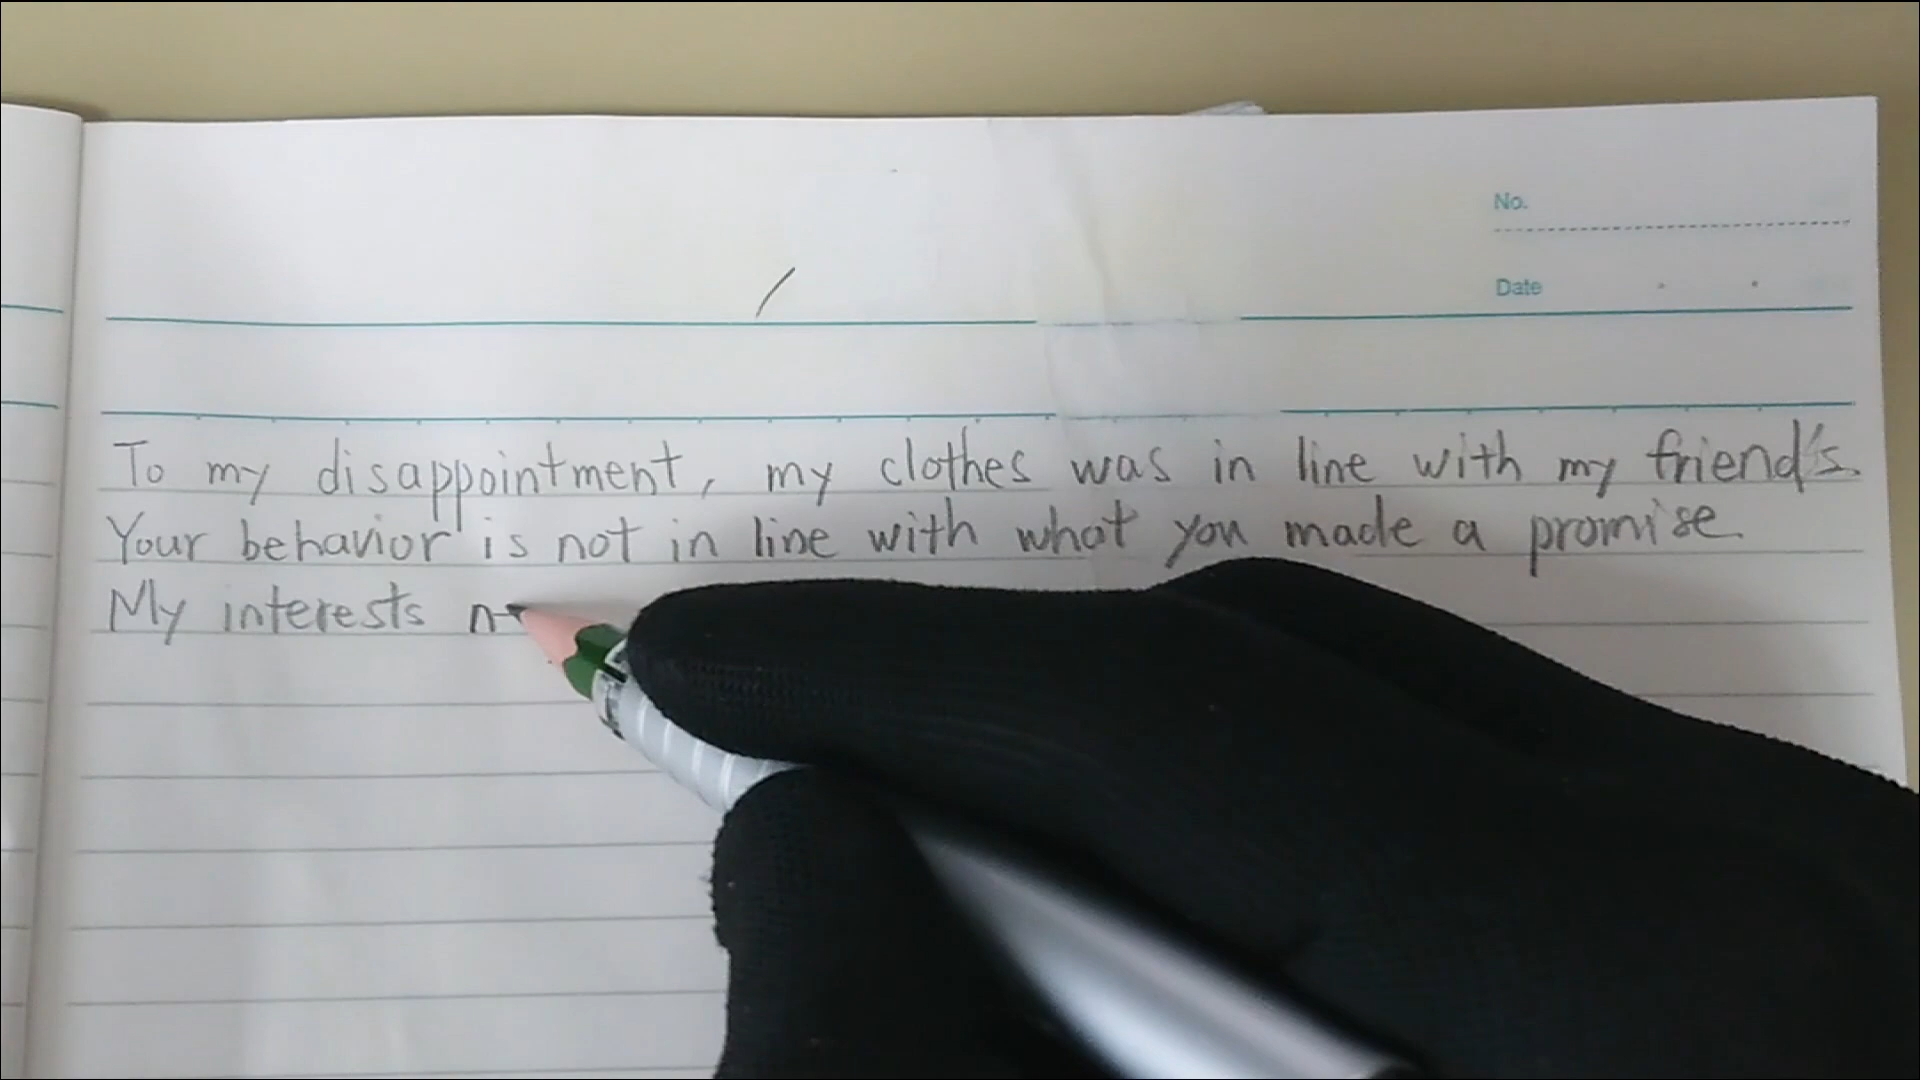 No.
Date
To my disappointment, my clothes was in line with my friend's.
Your behavior is not in line with what you made a promise.
My interests